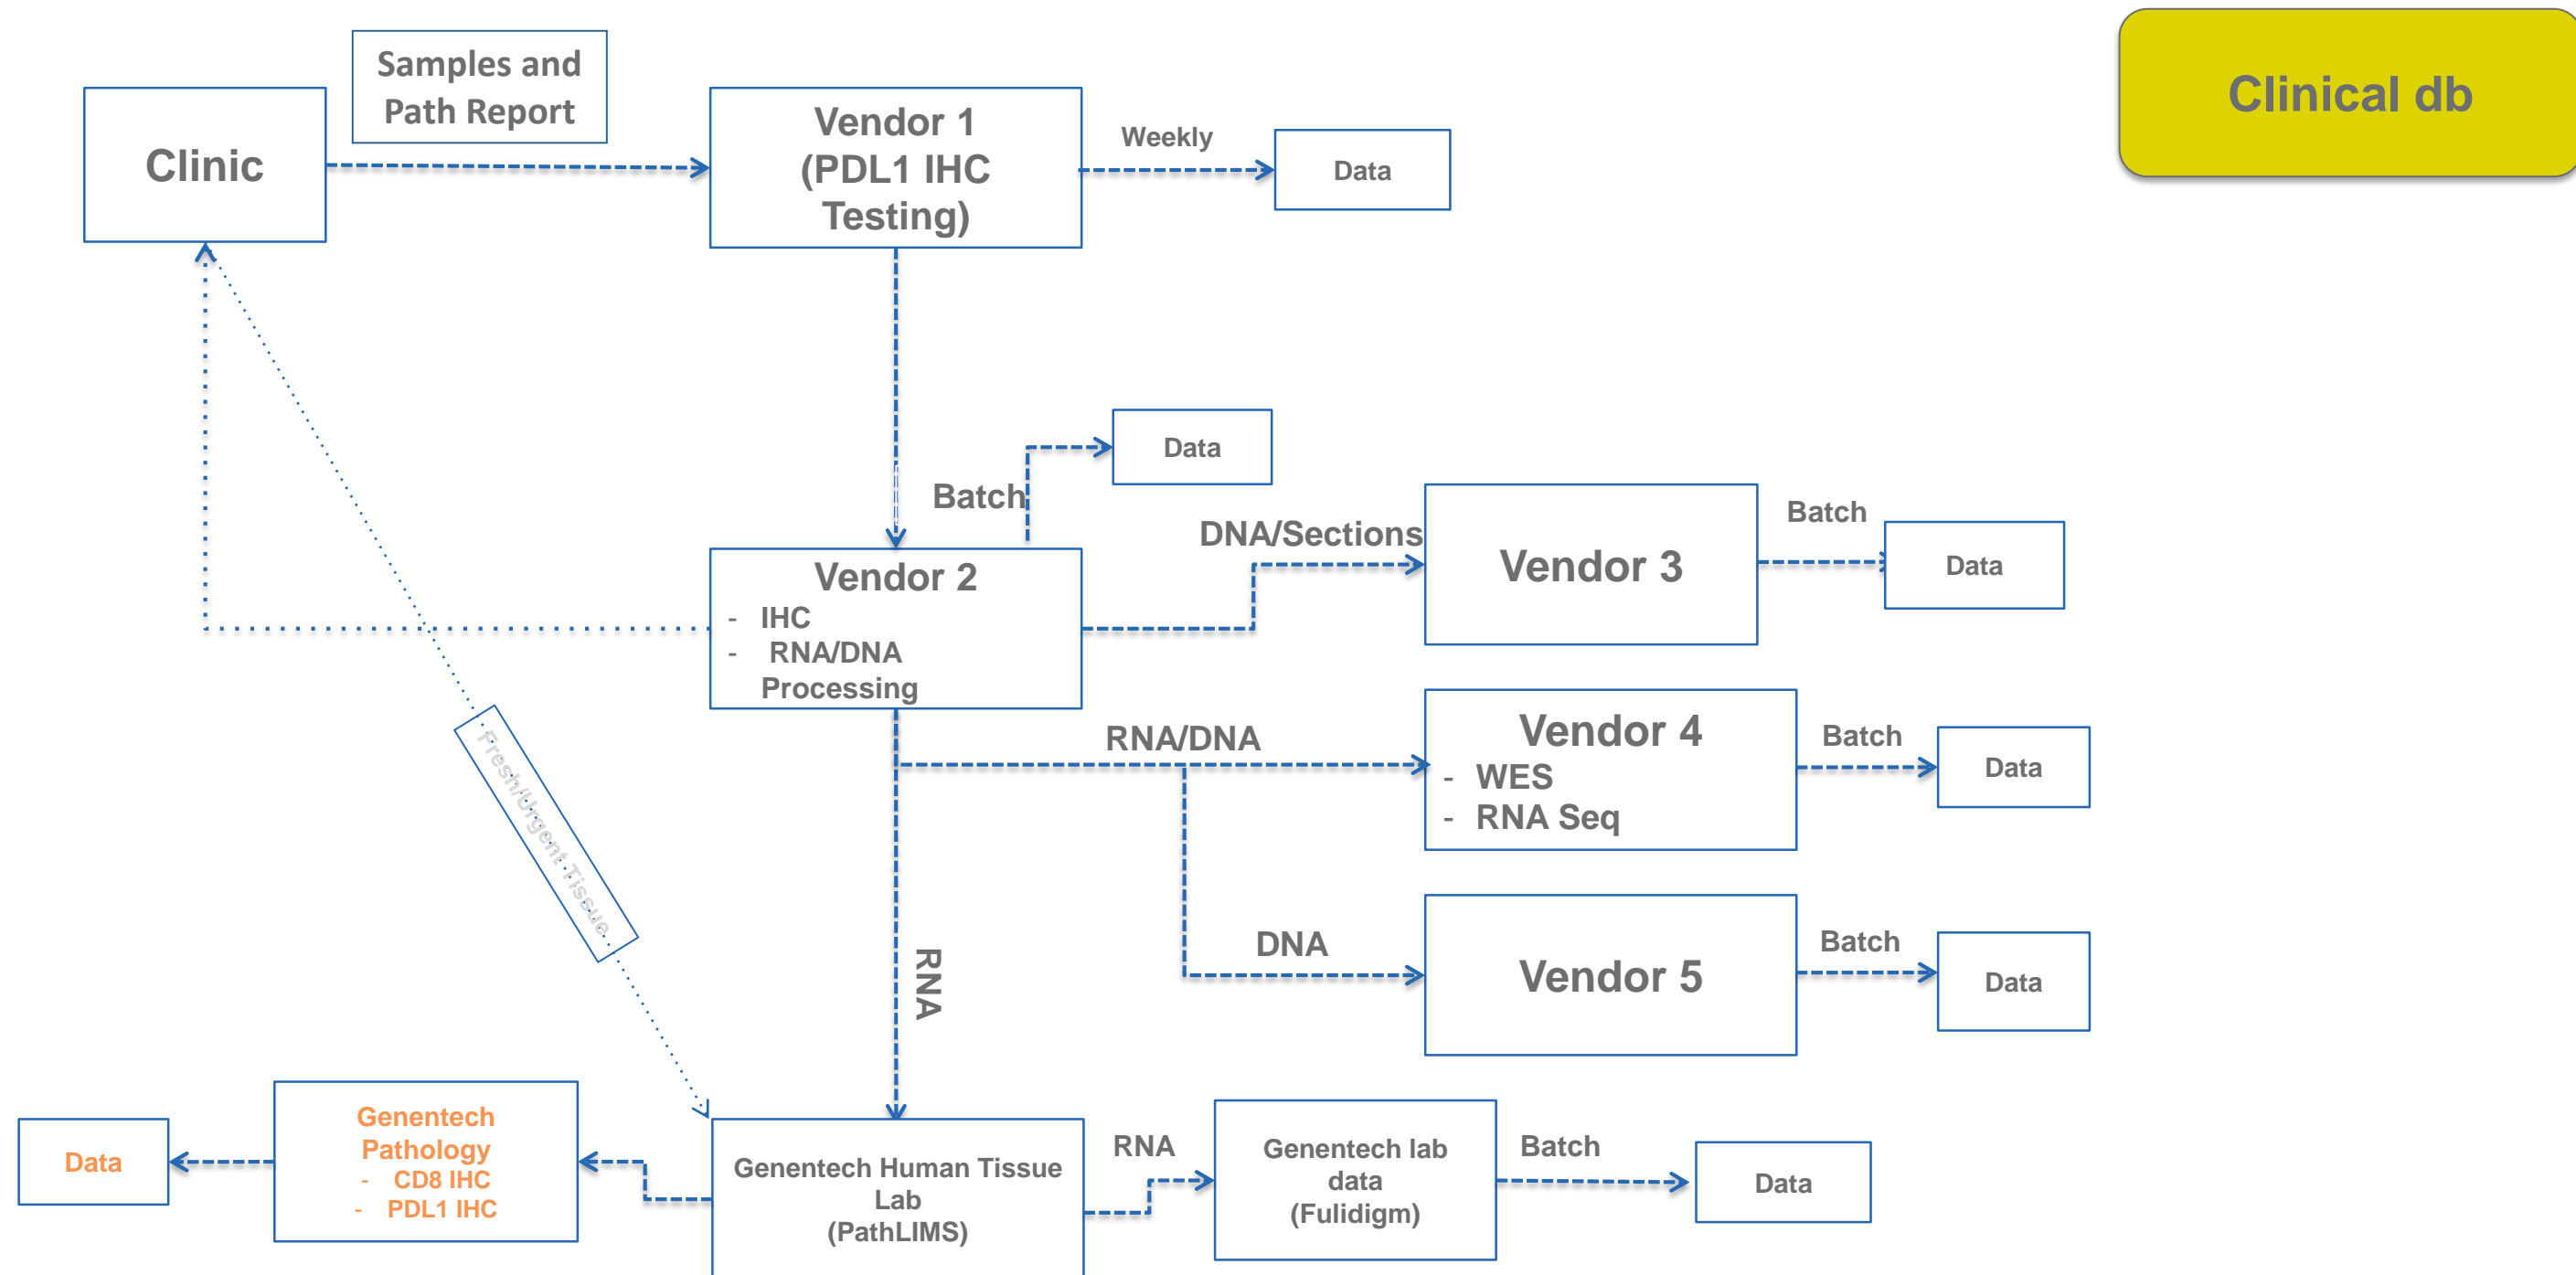 Samples and
Path Report
Clinical db
Clinic
Vendor 1
(PDL1 IHC
Testing)
Weekly
Data
Data
Batch
DNA/Sections
Vendor 3
Batch
Data
Vendor 2
- IHC
- RNA/DNA
Processing
RNA/DNA
Vendor 4
- WES
- RNA Seq
Batch
Data
Fresh/Urgent Tissue
RNA
DNA
Vendor 5
Batch
Data
Data
Genentech
Pathology
- CD8 IHC
- PDL1 IHC
Genentech Human Tissue
Lab
(PathLIMS)
RNA
Genentech lab
data
(Fulidigm)
Batch
Data